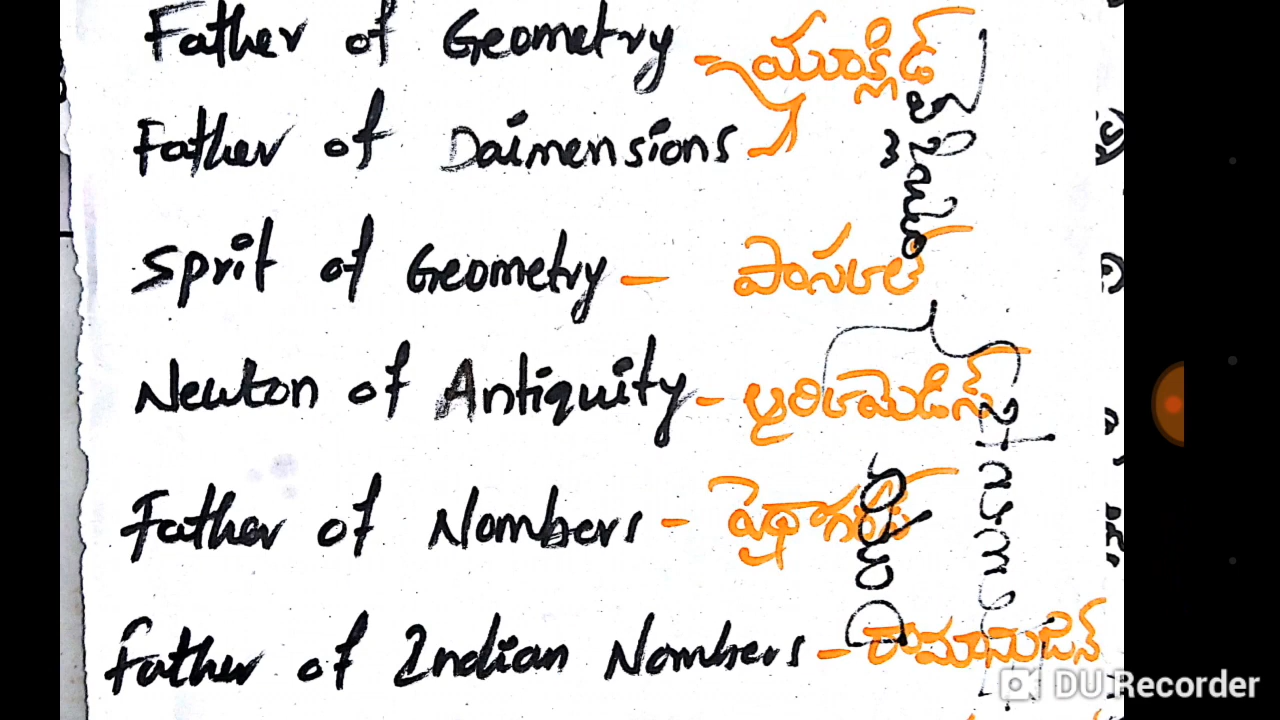 Father of Geometry - యూక్లిడ్
Father of Daimensions -
Sprit of Geometry - పాస్కల్
Newton of Antiquity - ఆర్కిమెడిస్
Father of Nombers - పైథాగరస్
Father of Indian Nombers - రామానుజన్
DU Recorder